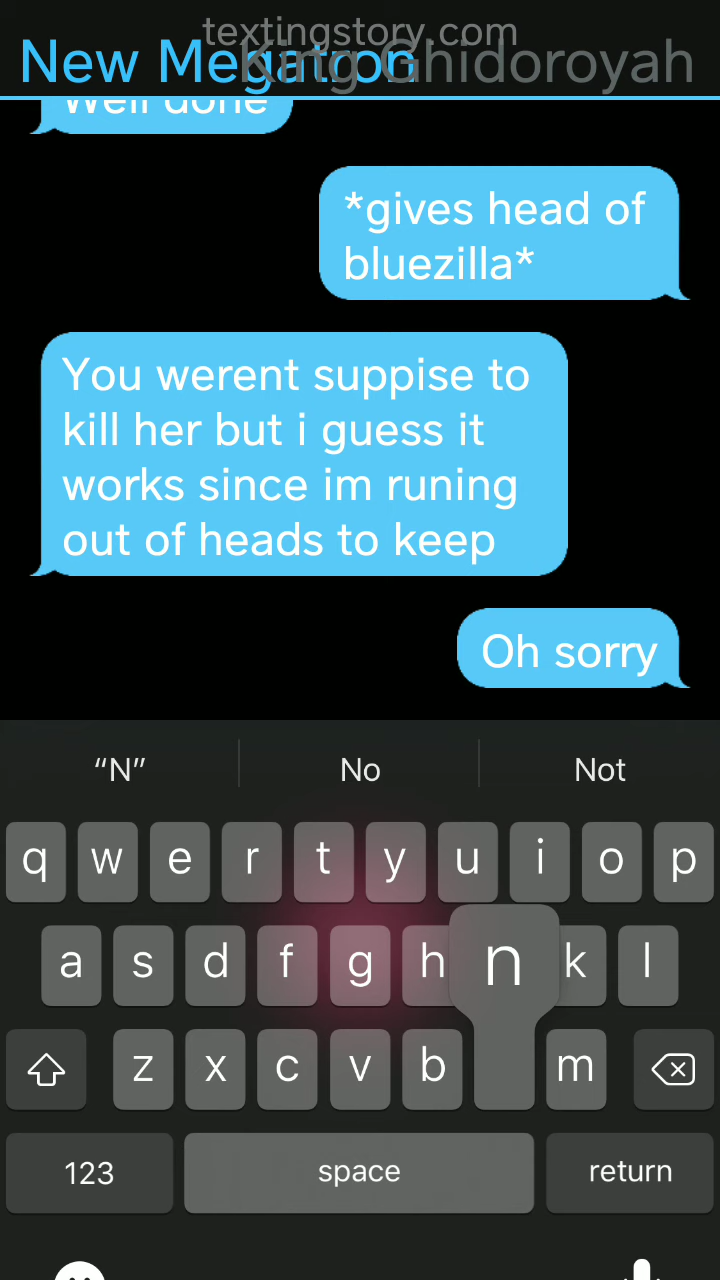 textingstory.com
New Megatron King Ghidoroyah
Well done
*gives head of
bluezilla*
You werent suppise to
kill her but i guess it
works since im runing
out of heads to keep
Oh sorry
“N” No Not
q w e r t y u i o p
a s d f g h n k l
z x c v b m
123 space return